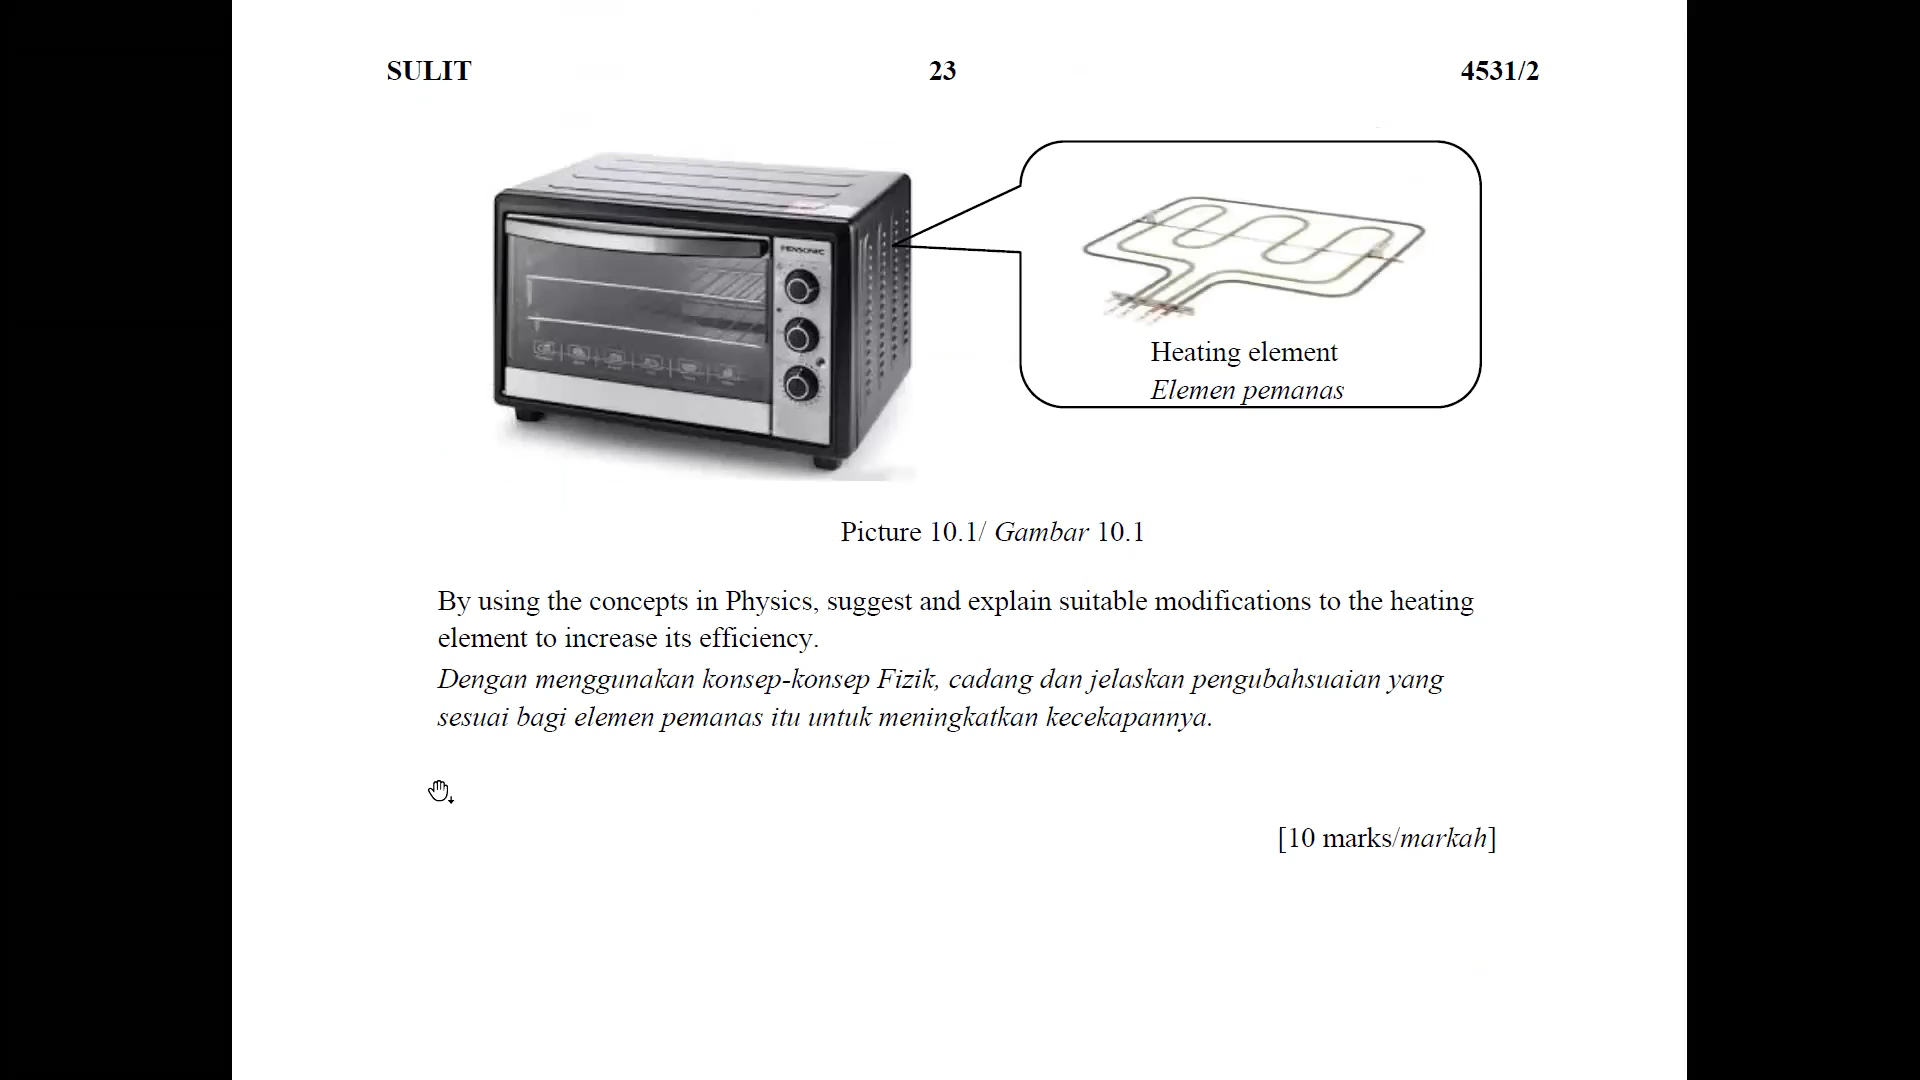 SULIT 23 4531/2
PENSONIC
Heating element
Elemen pemanas
Picture 10.1/ Gambar 10.1
By using the concepts in Physics, suggest and explain suitable modifications to the heating
element to increase its efficiency.
Dengan menggunakan konsep-konsep Fizik, cadang dan jelaskan pengubahsuaian yang
sesuai bagi elemen pemanas itu untuk meningkatkan kecekapannya.
[10 marks/markah]